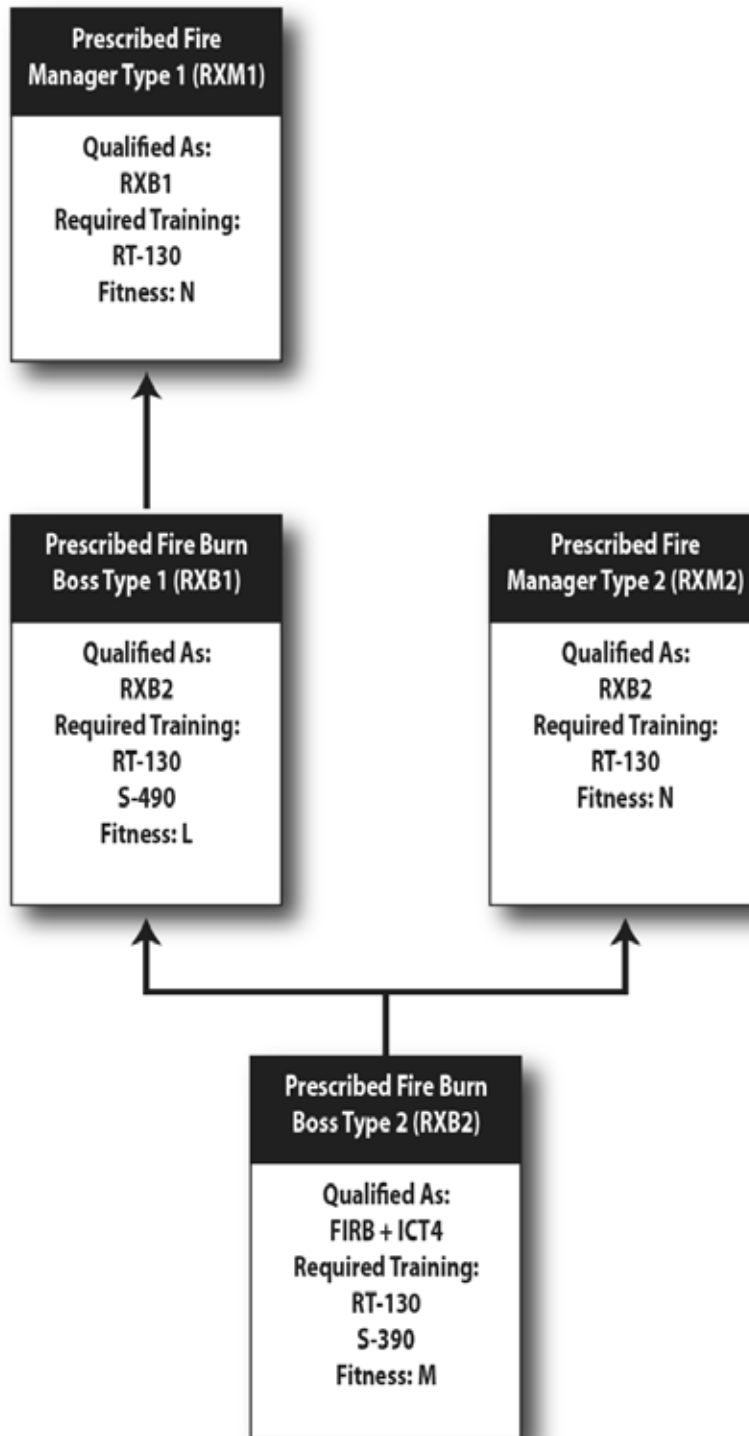 Prescribed Fire
Manager Type 1 (RXM1)
Qualified As:
RXB1
Required Training:
RT-130
Fitness: N
Prescribed Fire Burn
Boss Type 1 (RXB1)
Qualified As:
RXB2
Required Training:
RT-130
S-490
Fitness: L
Prescribed Fire
Manager Type 2 (RXM2)
Qualified As:
RXB2
Required Training:
RT-130
Fitness: N
Prescribed Fire Burn
Boss Type 2 (RXB2)
Qualified As:
FIRB + ICT4
Required Training:
RT-130
S-390
Fitness: M